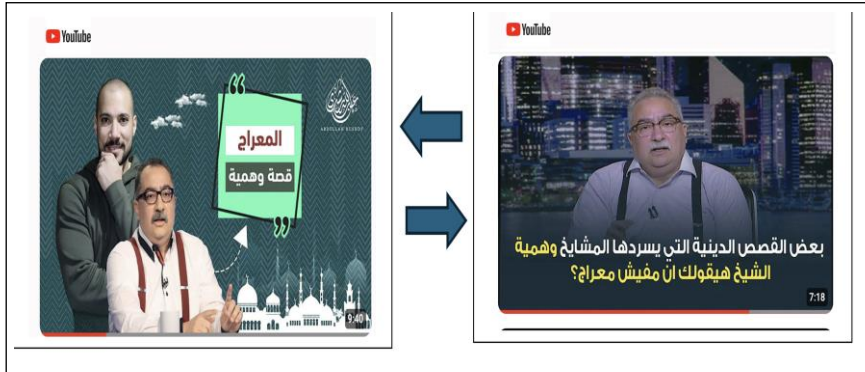 YouTube
المعراج
قصة وهمية
ABDULLAH RUSHDY
9:40
YouTube
بعض القصص الدينية التي يسردها المشايخ وهمية
الشيخ هيقولك ان مفيش معراج؟
7:18